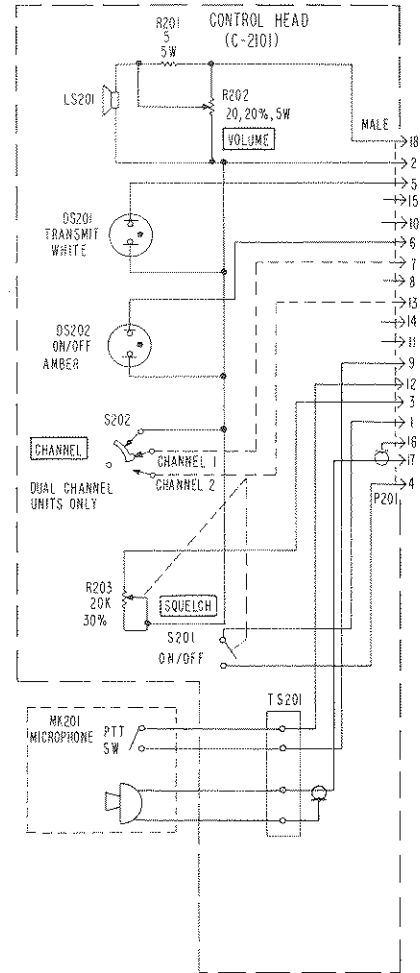 CONTROL HEAD
(C-2101)
R201
5
5W
LS201
R202
20,20%,5W
VOLUME
MALE
18
2
5
15
10
6
7
8
13
14
11
9
12
3
1
16
17
4
P201
DS201
TRANSMIT
WHITE
DS202
ON/OFF
AMBER
S202
CHANNEL
CHANNEL 1
CHANNEL 2
DUAL CHANNEL
UNITS ONLY
R203
20K
30%
SQUELCH
S201
ON/OFF
TS201
MK201
MICROPHONE
PTT
SW